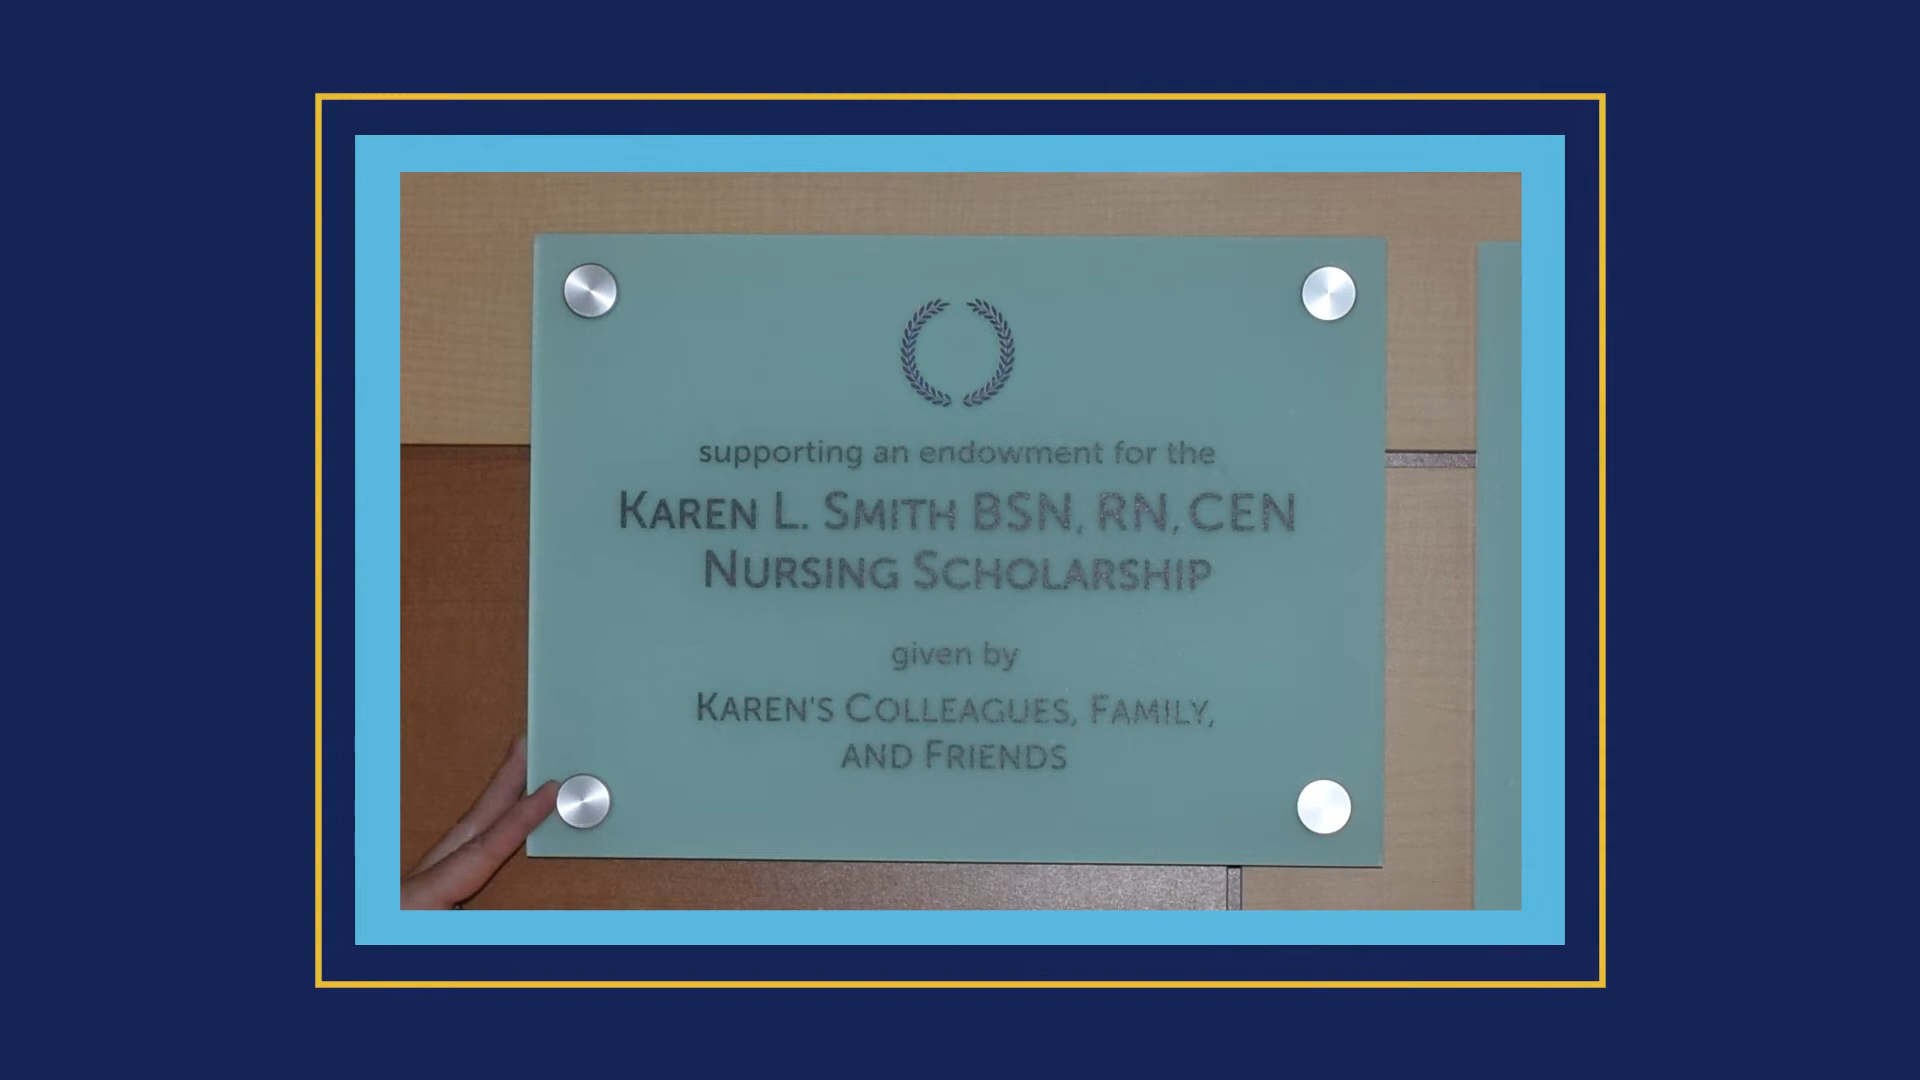 supporting an endowment for the
KAREN L. SMITH BSN, RN, CEN
NURSING SCHOLARSHIP
given by
KAREN'S COLLEAGUES, FAMILY,
AND FRIENDS